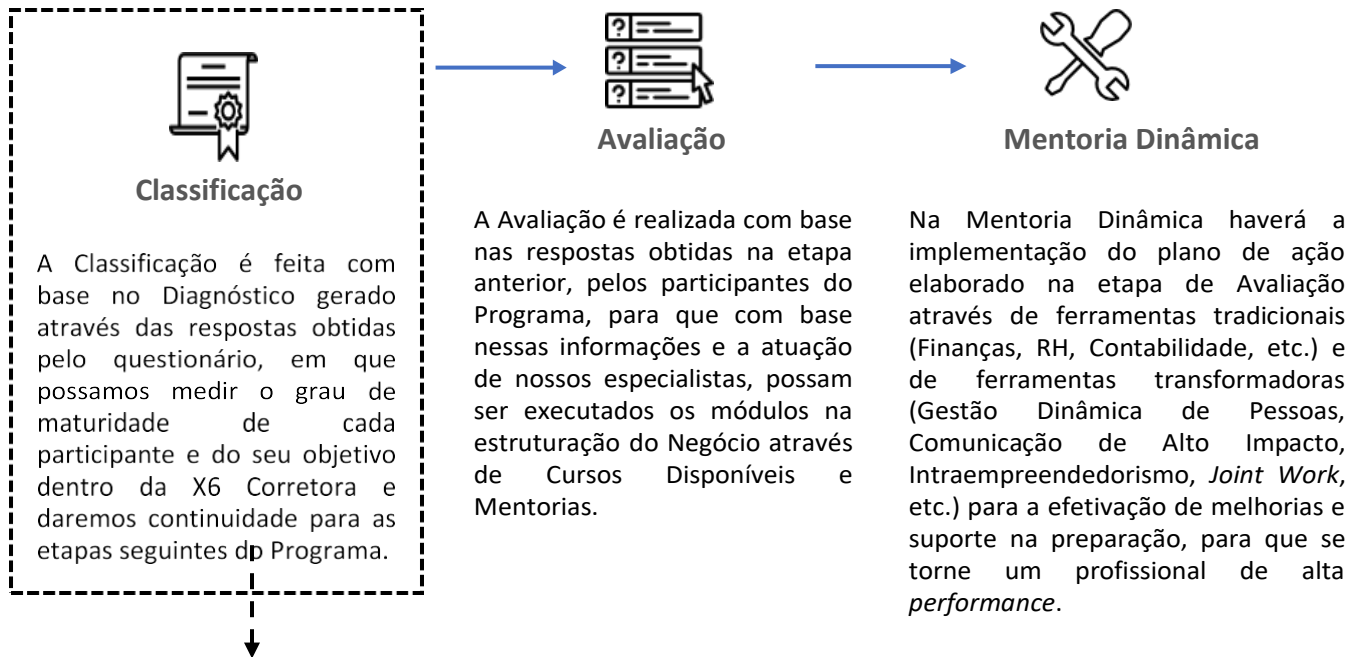 Classificação
A Classificação é feita com
base no Diagnóstico gerado
através das respostas obtidas
pelo questionário, em que
possamos medir o grau de
maturidade de cada
participante e do seu objetivo
dentro da X6 Corretora e
daremos continuidade para as
etapas seguintes do Programa.
?
?
?
Avaliação
A Avaliação é realizada com base
nas respostas obtidas na etapa
anterior, pelos participantes do
Programa, para que com base
nessas informações e a atuação
de nossos especialistas, possam
ser executados os módulos na
estruturação do Negócio através
de Cursos Disponíveis e
Mentorias.
Mentoria Dinâmica
Na Mentoria Dinâmica haverá a
implementação do plano de ação
elaborado na etapa de Avaliação
através de ferramentas tradicionais
(Finanças, RH, Contabilidade, etc.) e
de ferramentas transformadoras
(Gestão Dinâmica de Pessoas,
Comunicação de Alto Impacto,
Intraempreendedorismo, Joint Work,
etc.) para a efetivação de melhorias e
suporte na preparação, para que se
torne um profissional de alta
performance.